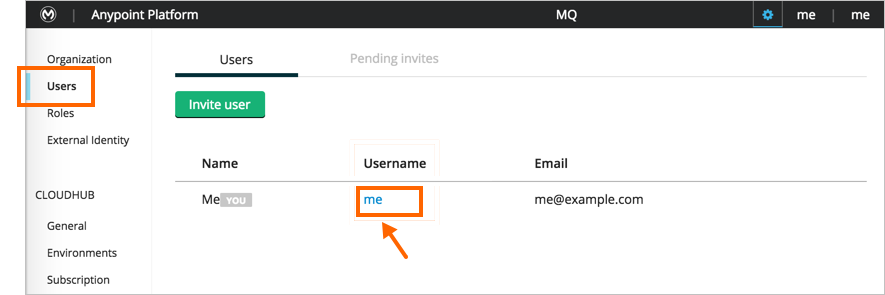 Anypoint Platform MQ me me
Organization
Users
Roles
External Identity
CLOUDHUB
General
Environments
Subscription
Users Pending invites
Invite user
Name Username Email
Me YOU me me@example.com